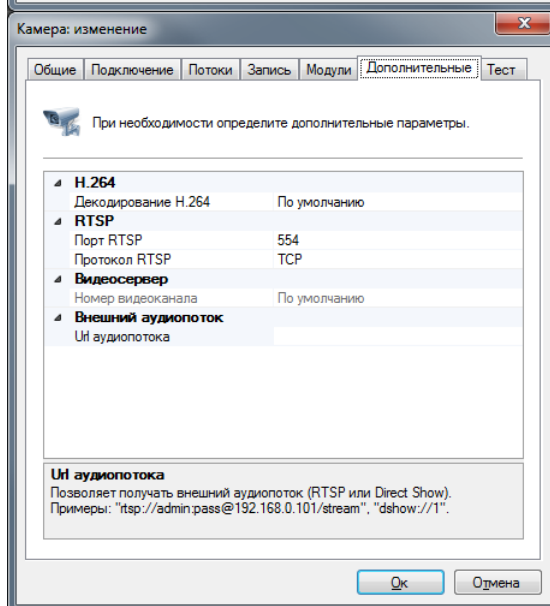 Камера: изменение
Общие Подключение Потоки Запись Модули Дополнительные Тест
При необходимости определите дополнительные параметры.
H.264
Декодирование H.264 По умолчанию
RTSP
Порт RTSP 554
Протокол RTSP TCP
Видеосервер
Номер видеоканала По умолчанию
Внешний аудиопоток
Url аудиопотока
Url аудиопотока
Позволяет получать внешний аудиопоток (RTSP или Direct Show).
Примеры: "rtsp://admin:pass@192.168.0.101/stream", "dshow://1".
Ок Отмена